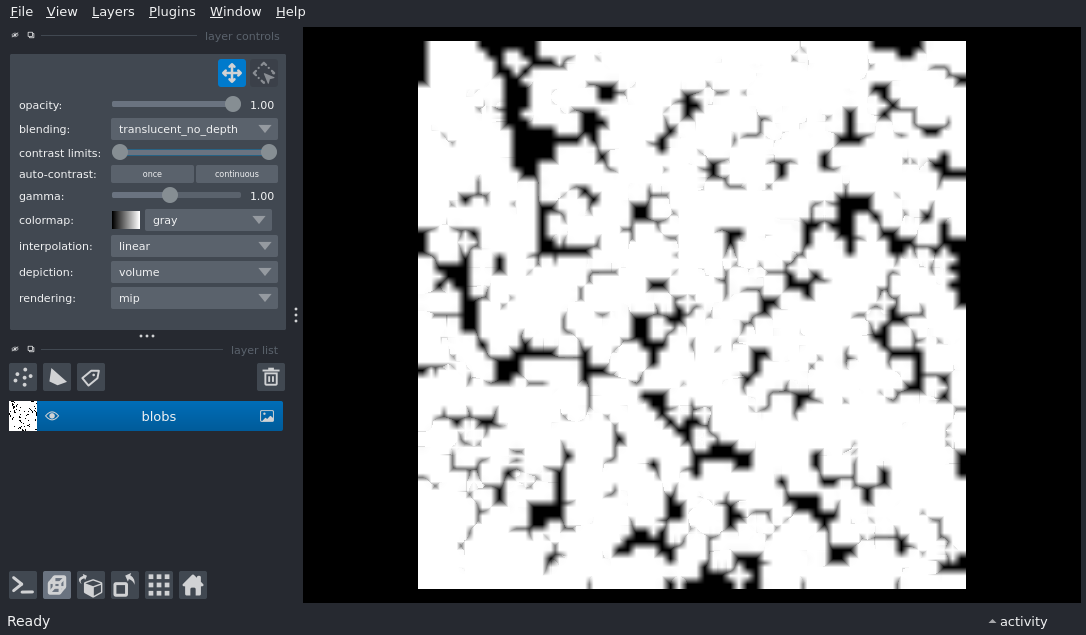 File View Layers Plugins Window Help
layer controls
opacity: 1.00
blending: translucent_no_depth
contrast limits:
auto-contrast: once continuous
gamma: 1.00
colormap: gray
interpolation: linear
depiction: volume
rendering: mip
layer list
blobs
Ready activity